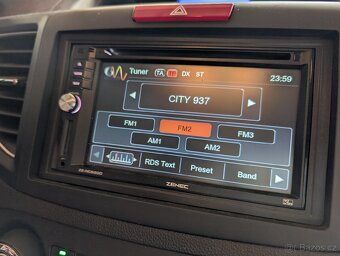 Tuner TA DX ST 23:59
CITY 937
FM1 FM2 FM3
AM1 AM2
RDS Text Preset Band
ZENEC